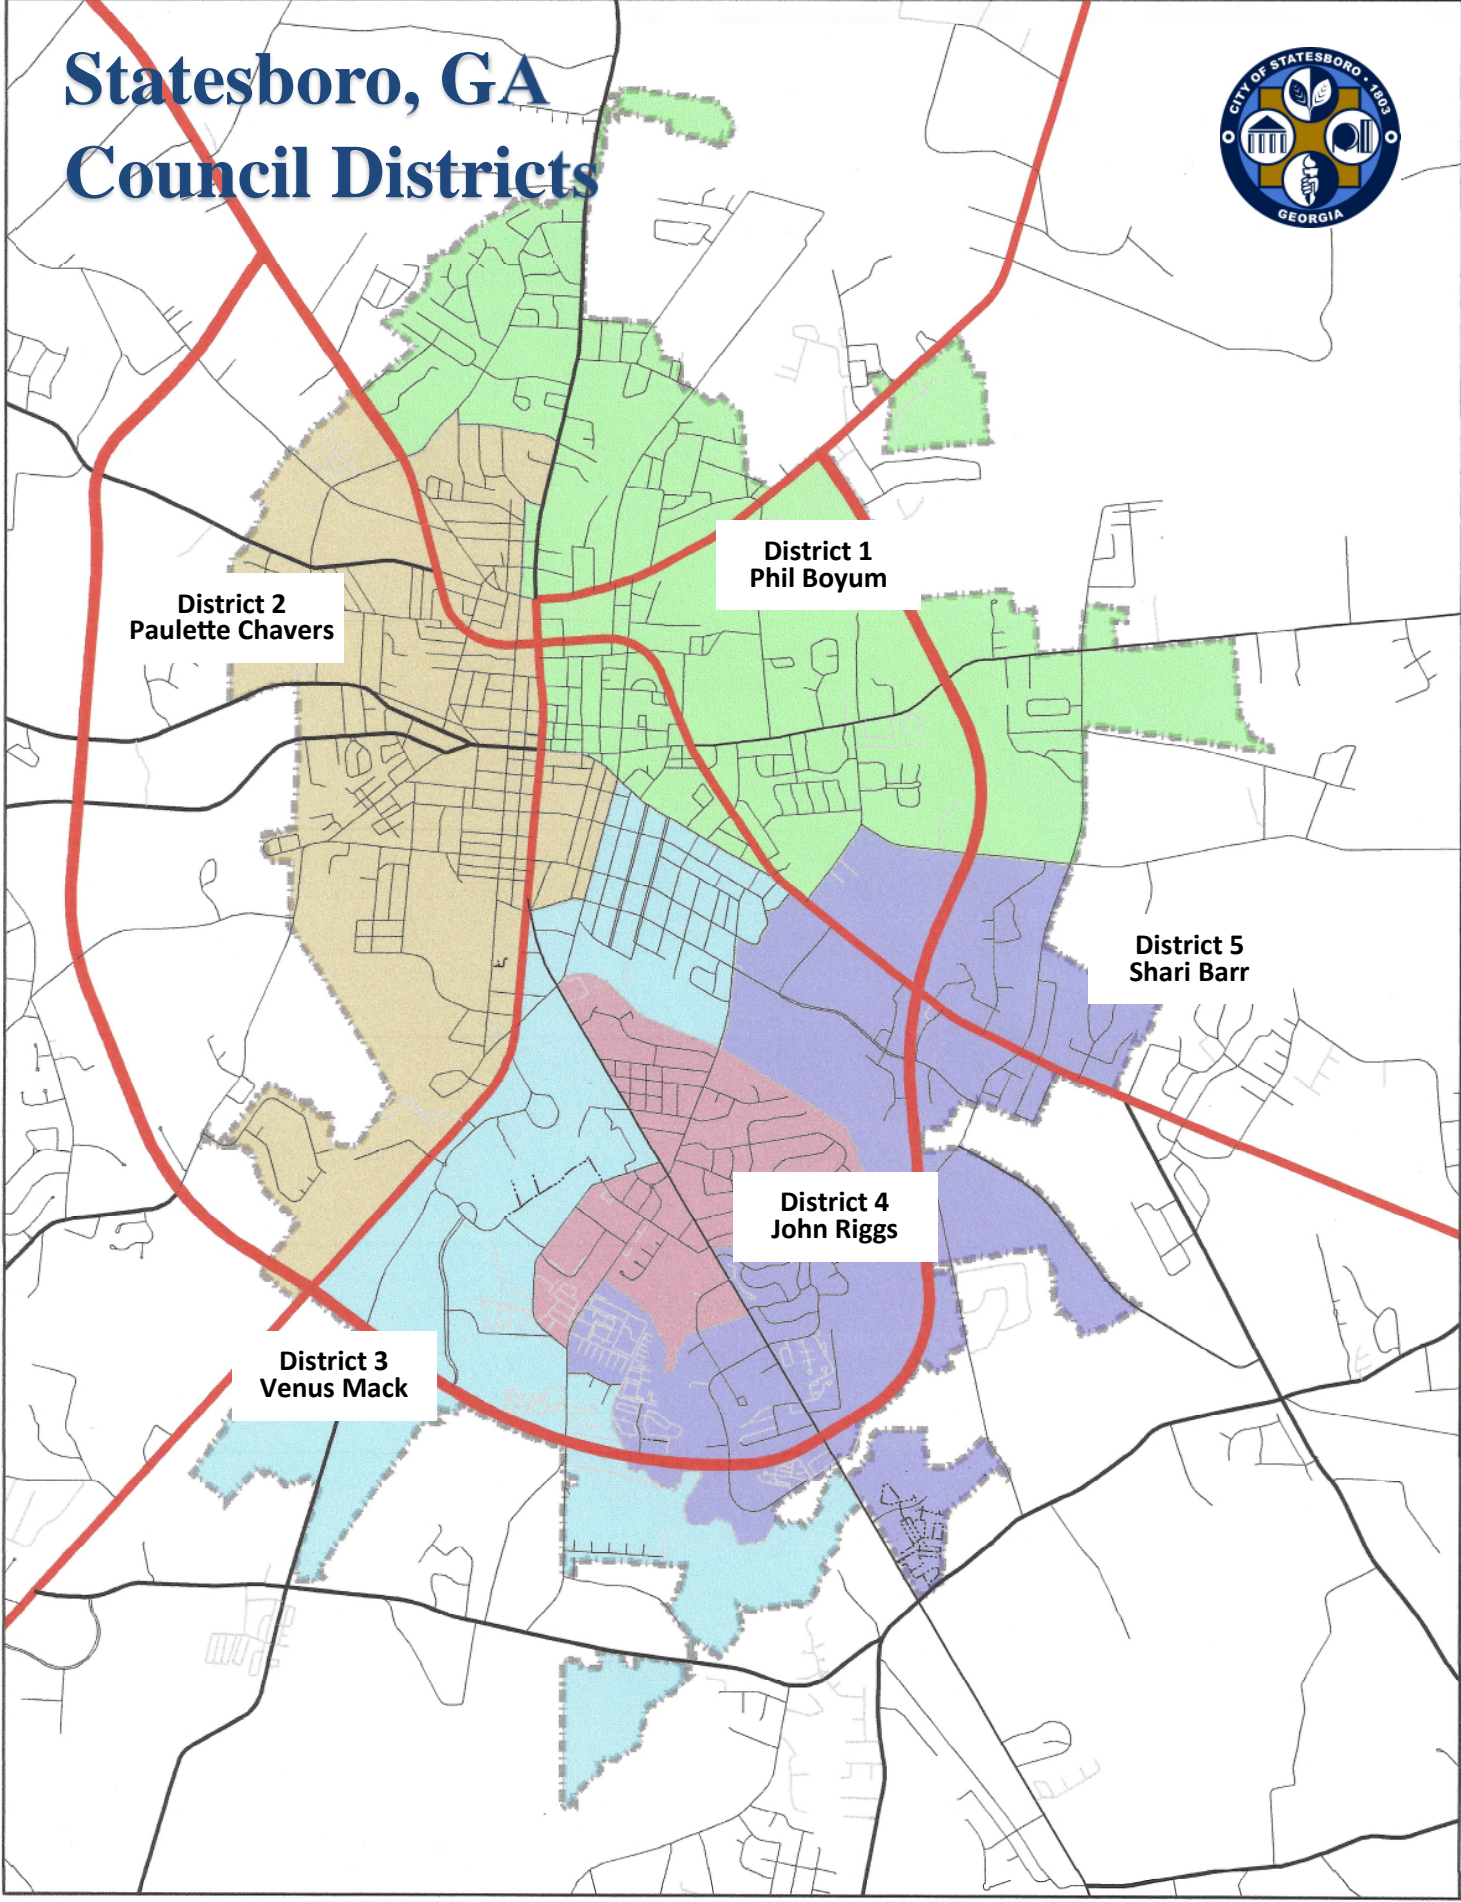 Statesboro, GA
Council Districts
CITY OF STATESBORO • 1803
GEORGIA
District 1
Phil Boyum
District 2
Paulette Chavers
District 5
Shari Barr
District 4
John Riggs
District 3
Venus Mack